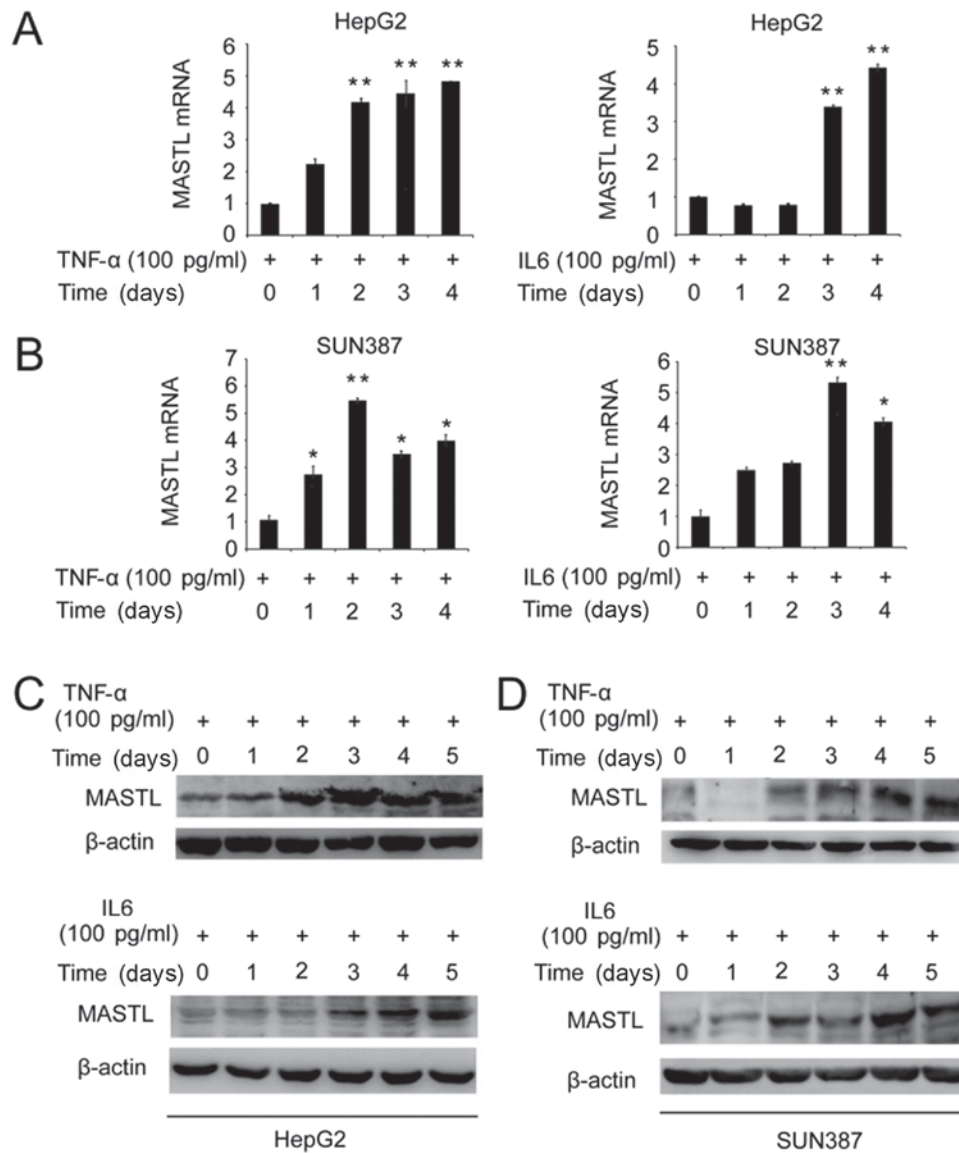 A
HepG2
MASTL mRNA
6
5
4
3
2
1
0
** ** **
TNF-α (100 pg/ml) + + + + +
Time (days) 0 1 2 3 4
HepG2
MASTL mRNA
5
4
3
2
1
0
** **
IL6 (100 pg/ml) + + + + +
Time (days) 0 1 2 3 4
B
SUN387
MASTL mRNA
7
6
5
4
3
2
1
0
* ** * *
TNF-α (100 pg/ml) + + + + +
Time (days) 0 1 2 3 4
SUN387
MASTL mRNA
6
5
4
3
2
1
0
** *
IL6 (100 pg/ml) + + + + +
Time (days) 0 1 2 3 4
C
TNF-α
(100 pg/ml) + + + + + +
Time (days) 0 1 2 3 4 5
MASTL
β-actin
IL6
(100 pg/ml) + + + + + +
Time (days) 0 1 2 3 4 5
MASTL
β-actin
HepG2
D
TNF-α
(100 pg/ml) + + + + + +
Time (days) 0 1 2 3 4 5
MASTL
β-actin
IL6
(100 pg/ml) + + + + + +
Time (days) 0 1 2 3 4 5
MASTL
β-actin
SUN387